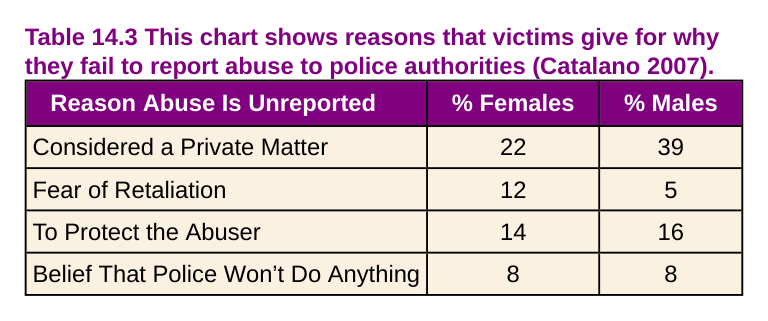 Table 14.3 This chart shows reasons that victims give for why
they fail to report abuse to police authorities (Catalano 2007).
Reason Abuse Is Unreported % Females % Males
Considered a Private Matter 22 39
Fear of Retaliation 12 5
To Protect the Abuser 14 16
Belief That Police Won’t Do Anything 8 8